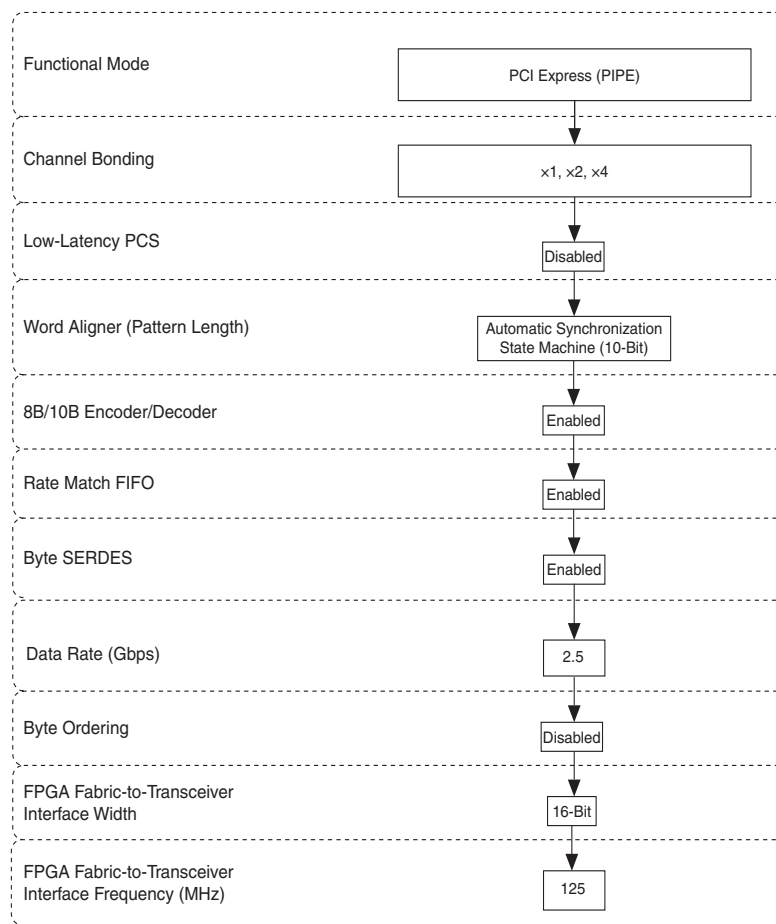 Functional Mode
PCI Express (PIPE)
Channel Bonding
×1, ×2, ×4
Low-Latency PCS
Disabled
Word Aligner (Pattern Length)
Automatic Synchronization
State Machine (10-Bit)
8B/10B Encoder/Decoder
Enabled
Rate Match FIFO
Enabled
Byte SERDES
Enabled
Data Rate (Gbps)
2.5
Byte Ordering
Disabled
FPGA Fabric-to-Transceiver
Interface Width
16-Bit
FPGA Fabric-to-Transceiver
Interface Frequency (MHz)
125